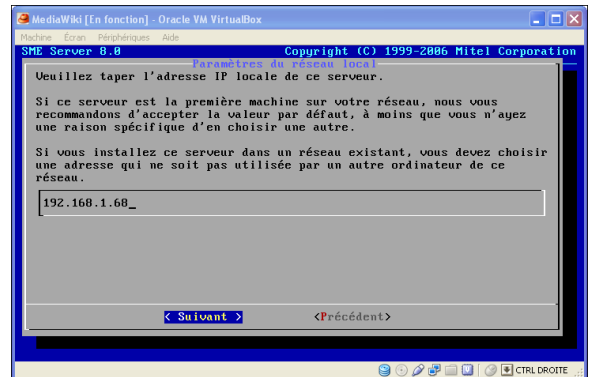 MediaWiki [En fonction] - Oracle VM VirtualBox
Machine Écran Périphériques Aide
SME Server 8.0 Copyright (C) 1999-2006 Mitel Corporation
Paramètres du réseau local
Veuillez taper l'adresse IP locale de ce serveur.
Si ce serveur est la première machine sur votre réseau, nous vous
recommandons d'accepter la valeur par défaut, à moins que vous n'ayez
une raison spécifique d'en choisir une autre.
Si vous installez ce serveur dans un réseau existant, vous devez choisir
une adresse qui ne soit pas utilisée par un autre ordinateur de ce
réseau.
192.168.1.68_
< Suivant > <Précédent>
CTRL DROITE